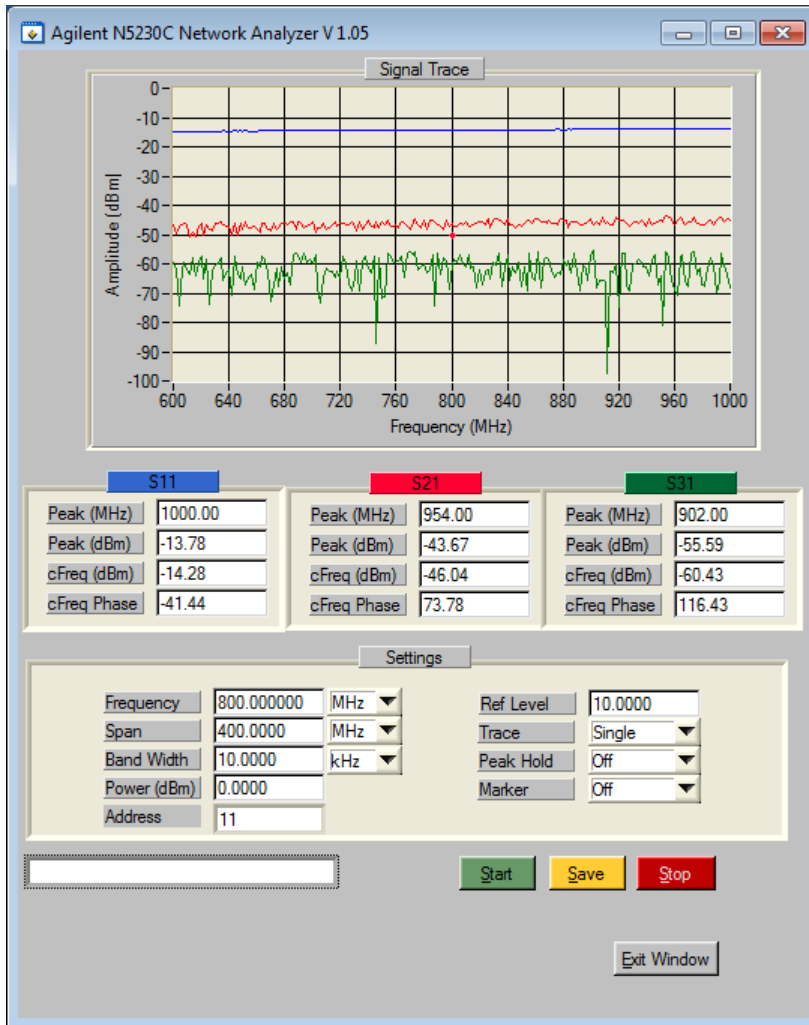 Agilent N5230C Network Analyzer V 1.05
Signal Trace
Amplitude [dBm]
0-
-10-
-20-
-30-
-40-
-50-
-60-
-70-
-80-
-90-
-100-
600 640 680 720 760 800 840 880 920 960 1000
Frequency (MHz)
S11
Peak (MHz) 1000.00
Peak (dBm) -13.78
cFreq (dBm) -14.28
cFreq Phase -41.44
S21
Peak (MHz) 954.00
Peak (dBm) -43.67
cFreq (dBm) -46.04
cFreq Phase 73.78
S31
Peak (MHz) 902.00
Peak (dBm) -55.59
cFreq (dBm) -60.43
cFreq Phase 116.43
Settings
Frequency 800.000000 MHz
Span 400.0000 MHz
Band Width 10.0000 kHz
Power (dBm) 0.0000
Address 11
Ref Level 10.0000
Trace Single
Peak Hold Off
Marker Off
Start Save Stop
Exit Window